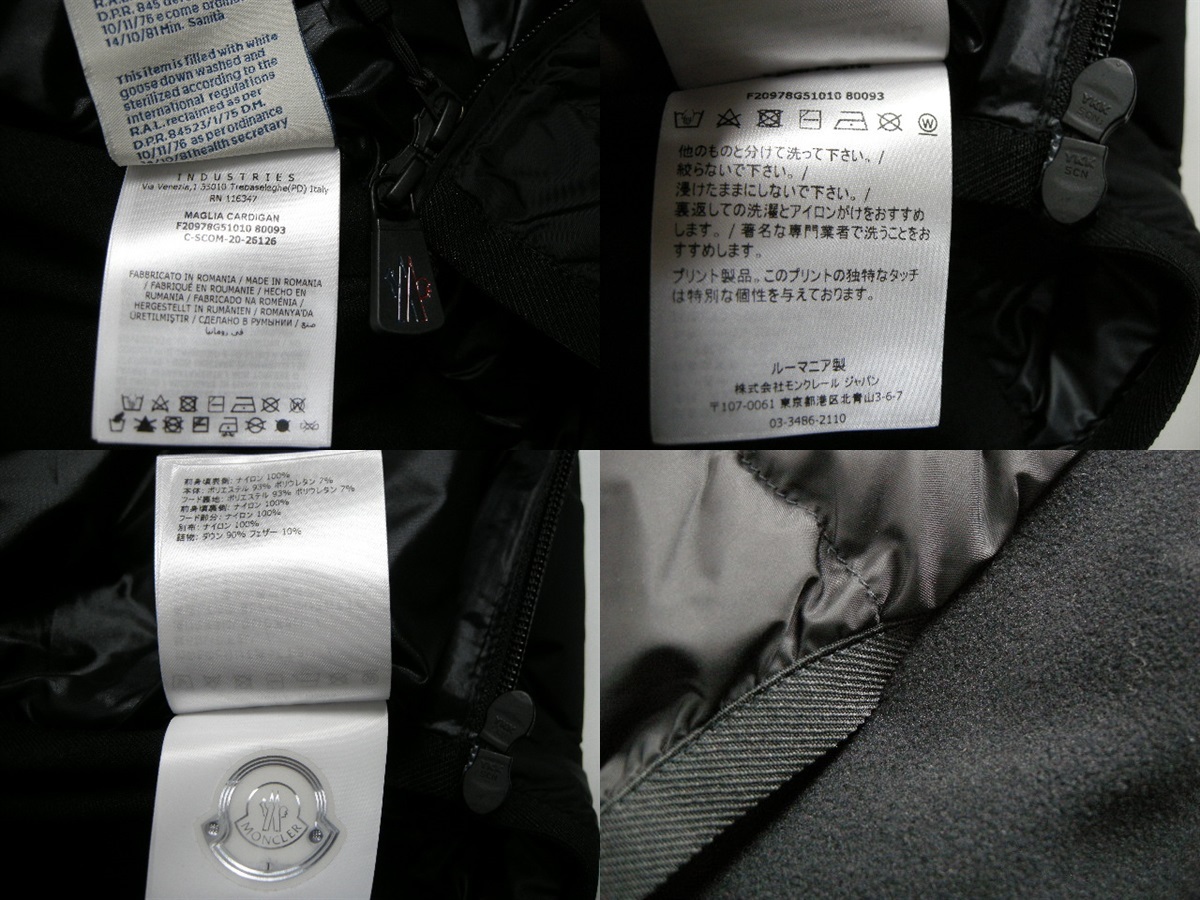 R.A.L.
D.P.R. 845 de
10/11/76 e come ordinan
14/10/81 Min. Sanità
This item is filled with white
goose down washed and
sterilized according to the
international regulations
R.A.L. reclaimed as per
D.P.R. 84523/1/75 D.M.
10/11/76 as per ordinance
14/10/81 health secretary
INDUSTRIES
Via Venezia,1 35010 Trebaseleghe(PD) Italy
RN 116347
MAGLIA CARDIGAN
F20978G51010 80093
C-SCOM-20-26126
FABBRICATO IN ROMANIA / MADE IN ROMANIA
/ FABRIQUÉ EN ROUMANIE / HECHO EN
RUMANIA / FABRICADO NA ROMÉNIA /
HERGESTELLT IN RUMÄNIEN / ROMANYA'DA
ÜRETILMIŞTIR / СДЕЛАНО В РУМЫНИИ / صنع
في رومانيا
F20978G51010 80093
W
他のものと分けて洗って下さい。/
絞らないで下さい。/
浸けたままにしないで下さい。/
裏返しての洗濯とアイロンがけをおすすめ
します。/ 著名な専門業者で洗うことをお
すすめします。
プリント製品。このプリントの独特なタッチ
は特別な個性を与えております。
ルーマニア製
株式会社モンクレール ジャパン
〒107-0061 東京都港区北青山3-6-7
03-3486-2110
YKK
YKK
SCN
前身頃表側: ナイロン 100%
本体: ポリエステル 93% ポリウレタン 7%
フード裏地: ポリエステル 93% ポリウレタン 7%
前身頃裏側: ナイロン 100%
フード部分: ナイロン 100%
別布: ナイロン 100%
詰物: ダウン 90% フェザー 10%
MONCLER
YKK
YKK
SCN